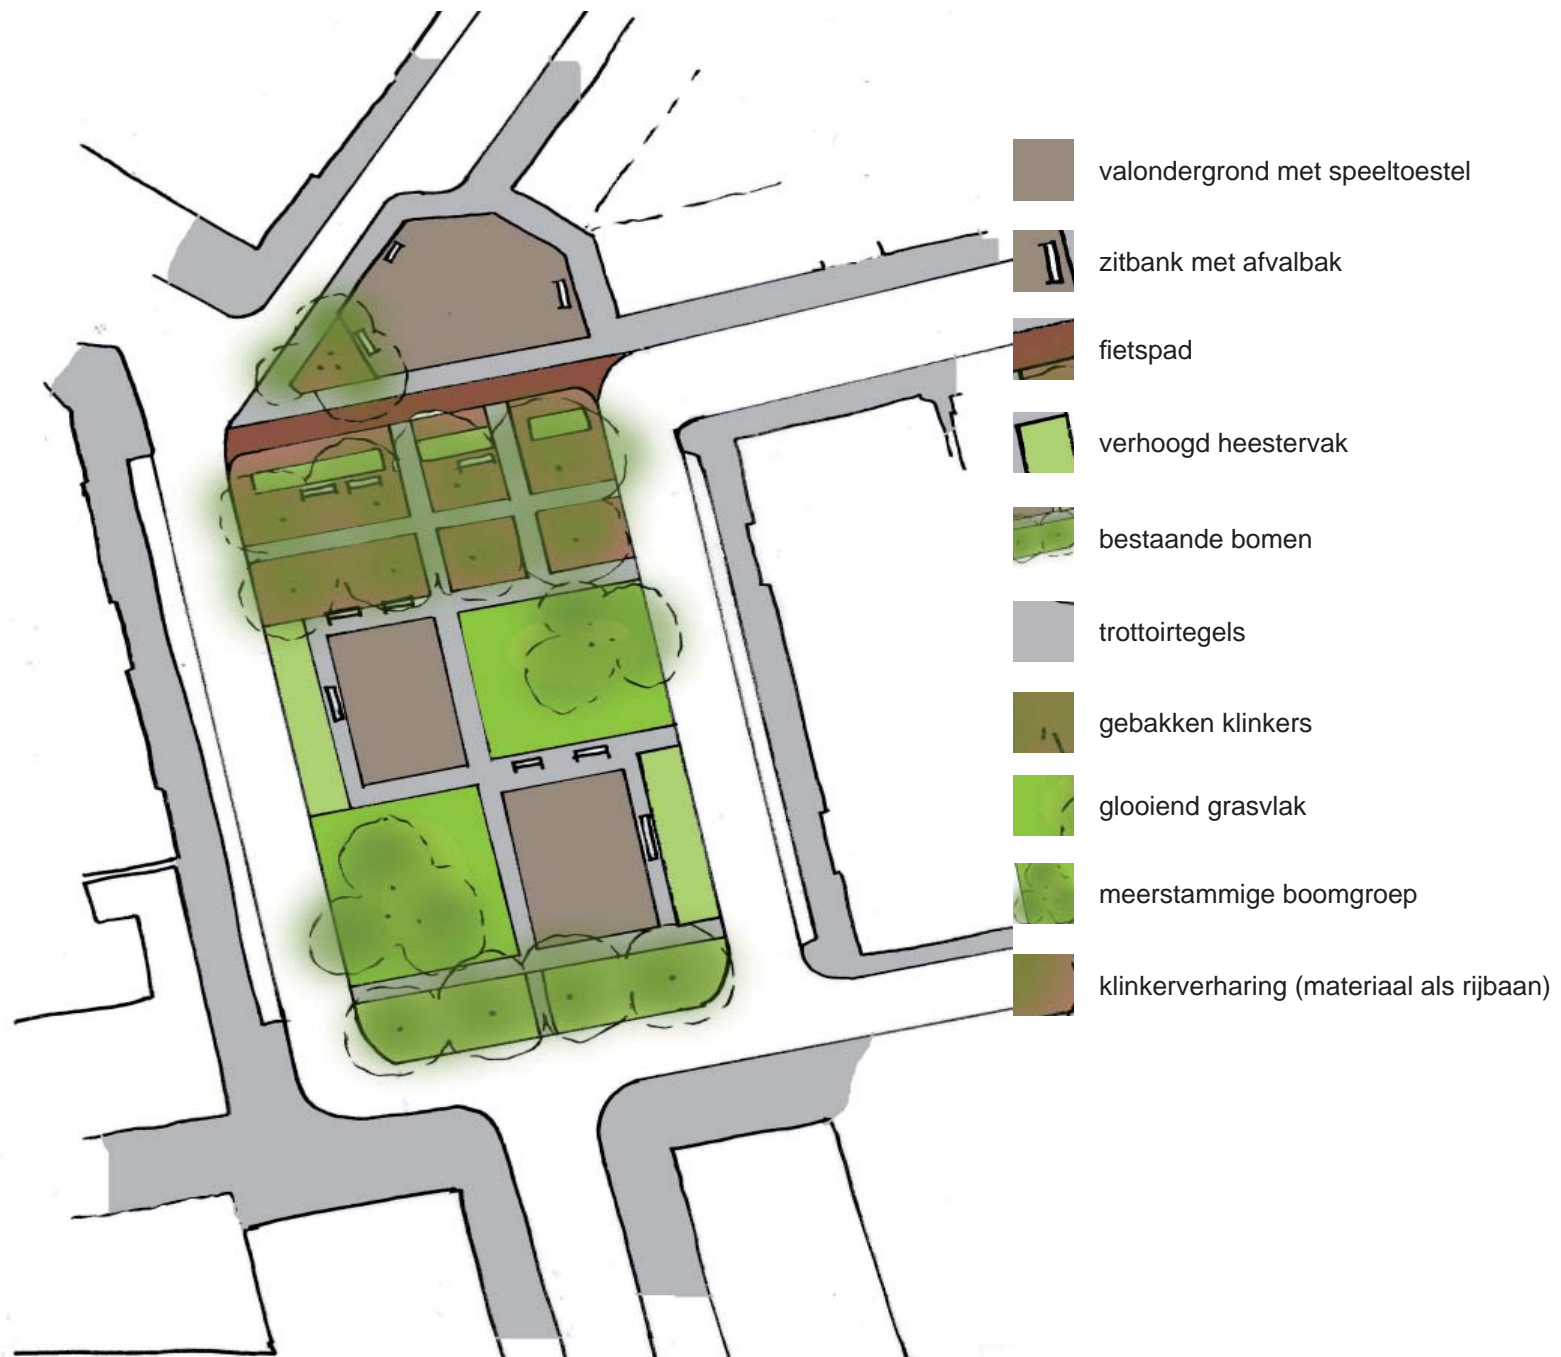 valondergrond met speeltoestel
zitbank met afvalbak
fietspad
verhoogd heestervak
bestaande bomen
trottoirtegels
gebakken klinkers
glooiend grasvlak
meerstammige boomgroep
klinkerverharing (materiaal als rijbaan)